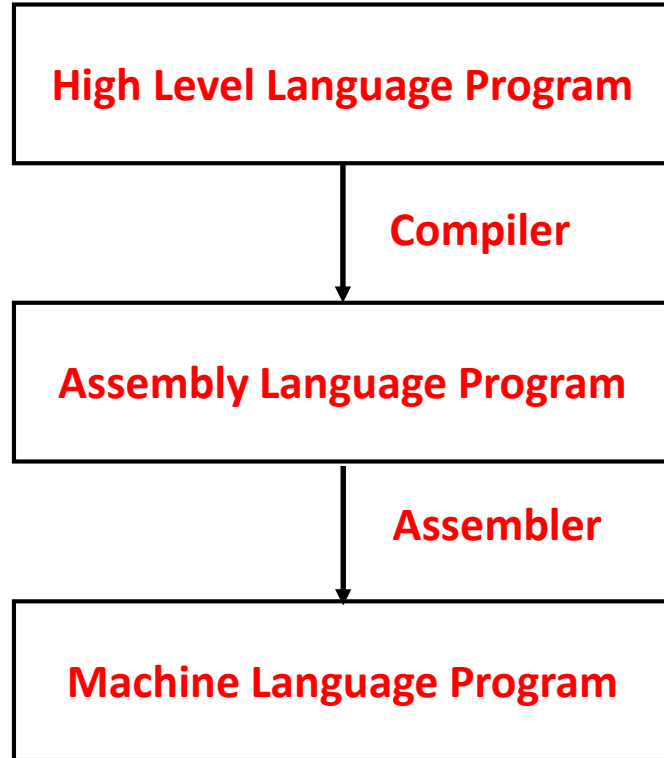 High Level Language Program
Compiler
Assembly Language Program
Assembler
Machine Language Program